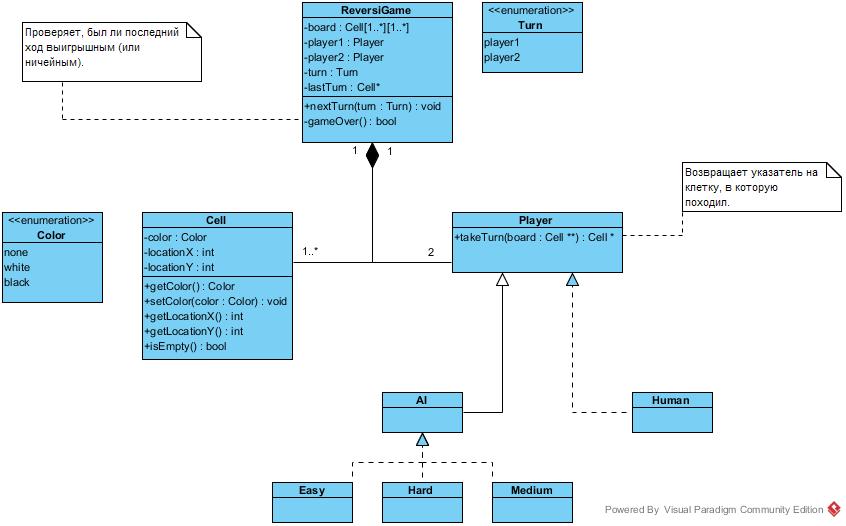 ReversiGame
-board : Cell[1..*][1..*]
-player1 : Player
-player2 : Player
-turn : Turn
-lastTurn : Cell*
+nextTurn(turn : Turn) : void
-gameOver() : bool
<<enumeration>>
Turn
player1
player2
Проверяет, был ли последний
ход выигрышным (или
ничейным).
1
1
Возвращает указатель на
клетку, в которую
походил.
<<enumeration>>
Color
none
white
black
Cell
-color : Color
-locationX : int
-locationY : int
+getColor() : Color
+setColor(color : Color) : void
+getLocationX() : int
+getLocationY() : int
+isEmpty() : bool
1..*
2
Player
+takeTurn(board : Cell **) : Cell *
AI
Human
Easy
Hard
Medium
Powered By Visual Paradigm Community Edition